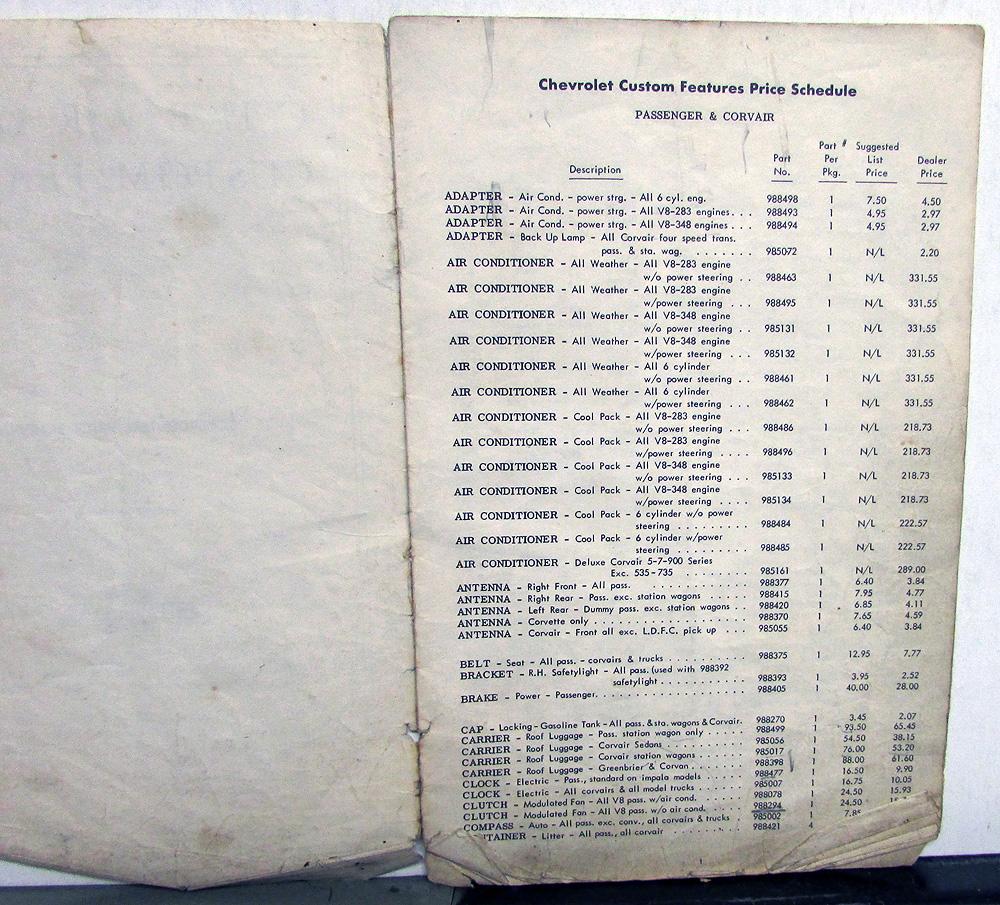 Chevrolet Custom Features Price Schedule
PASSENGER & CORVAIR
Description Part No. Part Per Pkg. Suggested List Price Dealer Price
ADAPTER - Air Cond. - power strg. - All 6 cyl. eng. 988498 1 7.50 4.50
ADAPTER - Air Cond. - power strg. - All V8-283 engines. . . 988493 1 4.95 2.97
ADAPTER - Air Cond. - power strg. - All V8-348 engines . . . 988494 1 4.95 2.97
ADAPTER - Back Up Lamp - All Corvair four speed trans.
pass. & sta. wag. . . . . . . . 985072 1 N/L 2.20
AIR CONDITIONER - All Weather - All V8-283 engine
w/o power steering . . 988463 1 N/L 331.55
AIR CONDITIONER - All Weather - All V8-283 engine
w/power steering . . . 988495 1 N/L 331.55
AIR CONDITIONER - All Weather - All V8-348 engine
w/o power steering . . 985131 1 N/L 331.55
AIR CONDITIONER - All Weather - All V8-348 engine
w/power steering . . . 985132 1 N/L 331.55
AIR CONDITIONER - All Weather - All 6 cylinder
w/o power steering . . 988461 1 N/L 331.55
AIR CONDITIONER - All Weather - All 6 cylinder
w/power steering . . . 988462 1 N/L 331.55
AIR CONDITIONER - Cool Pack - All V8-283 engine
w/o power steering . . . 988486 1 N/L 218.73
AIR CONDITIONER - Cool Pack - All V8-283 engine
w/power steering . . . . 988496 1 N/L 218.73
AIR CONDITIONER - Cool Pack - All V8-348 engine
w/o power steering . . . 985133 1 N/L 218.73
AIR CONDITIONER - Cool Pack - All V8-348 engine
w/power steering . . . . 985134 1 N/L 218.73
AIR CONDITIONER - Cool Pack - 6 cylinder w/o power
steering . . . . . . . . . 988484 1 N/L 222.57
AIR CONDITIONER - Cool Pack - 6 cylinder w/power
steering . . . . . . . . . 988485 1 N/L 222.57
AIR CONDITIONER - Deluxe Corvair 5-7-900 Series
Exc. 535-735 . . . . . . . . 985161 1 N/L 289.00
ANTENNA - Right Front - All pass. . . . . . . . . . . . . 988377 1 6.40 3.84
ANTENNA - Right Rear - Pass. exc. station wagons . . . . . 988415 1 7.95 4.77
ANTENNA - Left Rear - Dummy pass. exc. station wagons . . 988420 1 6.85 4.11
ANTENNA - Corvette only . . . . . . . . . . . . . . . . . 988370 1 7.65 4.59
ANTENNA - Corvair - Front all exc. L.D.F.C. pick up . . . 985055 1 6.40 3.84
BELT - Seat - All pass. - corvairs & trucks . . . . . . . . . . 988375 1 12.95 7.77
BRACKET - R.H. Safetylight - All pass. (used with 988392
safetylight . . . . . . . . . . . 988393 1 3.95 2.52
BRAKE - Power - Passenger. . . . . . . . . . . . . . . . . . . 988405 1 40.00 28.00
CAP - Locking - Gasoline Tank - All pass. & sta. wagons & Corvair. 988270 1 3.45 2.07
CARRIER - Roof Luggage - Pass. station wagon only . . . . . 988499 1 93.50 65.45
CARRIER - Roof Luggage - Corvair Sedans. . . . . . . . . . 985056 1 54.50 38.15
CARRIER - Roof Luggage - Corvair station wagons . . . . . . 985017 1 76.00 53.20
CARRIER - Roof Luggage - Greenbrier & Corvan . . . . . . . 988398 1 88.00 61.60
CLOCK - Electric - Pass., standard on impala models . . . . . 988477 1 16.50 9.90
CLOCK - Electric - All corvairs & all model trucks . . . . . . 985007 1 16.75 10.05
CLUTCH - Modulated Fan - All V8 pass. w/air cond. . . . . . 988078 1 24.50 15.93
CLUTCH - Modulated Fan - All V8 pass. w/o air cond. . . . . 988294 1 24.50
COMPASS - Auto - All pass. exc. conv., all corvairs & trucks . 985002 1
- Litter - All pass., all corvair . . . . . . . . . . 988421 4